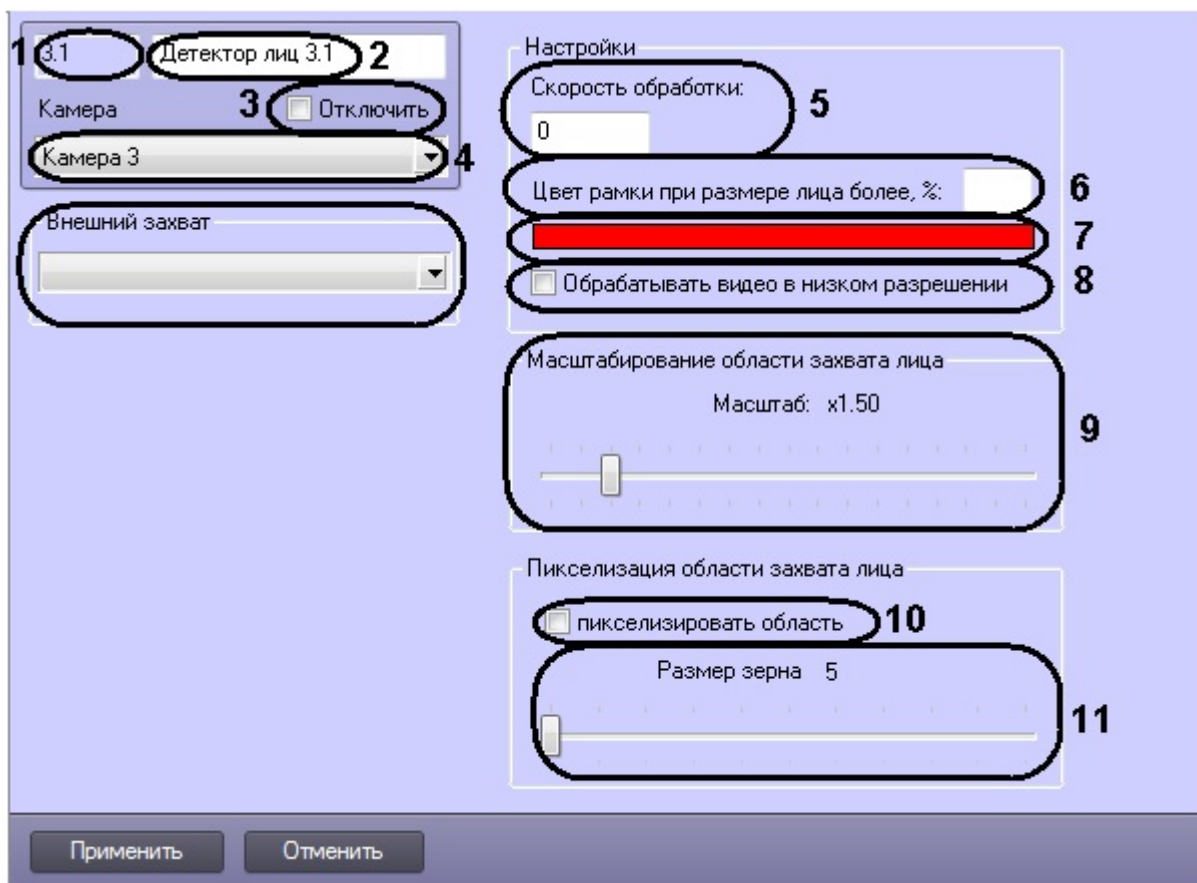 1 3.1 Детектор лиц 3.1 2
Камера 3 Отключить
Камера 3 4
Внешний захват
Настройки
Скорость обработки:
5
0
Цвет рамки при размере лица более, %: 6
7
Обрабатывать видео в низком разрешении 8
Масштабирование области захвата лица
Масштаб: x1.50
9
Пикселизация области захвата лица
пикселизировать область 10
Размер зерна 5
11
Применить Отменить